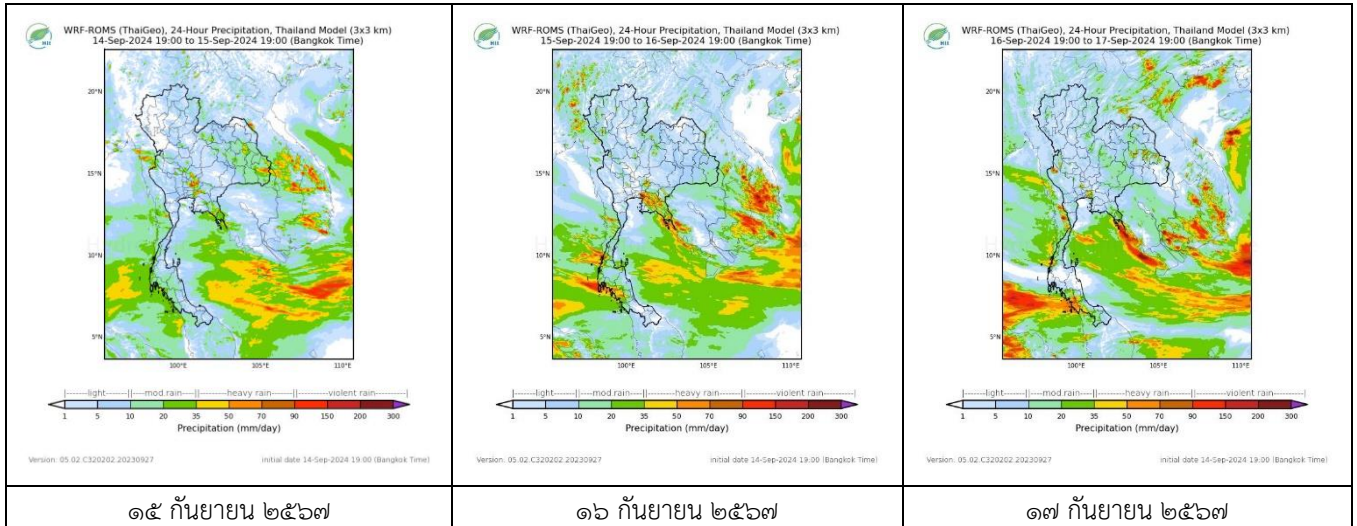 HII
WRF-ROMS (ThaiGeo), 24-Hour Precipitation, Thailand Model (3x3 km)
14-Sep-2024 19:00 to 15-Sep-2024 19:00 (Bangkok Time)
20°N
15°N
10°N
5°N
100°E 105°E 110°E
light mod rain heavy rain violent rain
1 5 10 20 35 50 70 90 150 200 300
Precipitation (mm/day)
Version: 05.02.C320202.20230927 initial date 14-Sep-2024 19:00 (Bangkok Time)
๑๕ กันยายน ๒๕๖๗
HII
WRF-ROMS (ThaiGeo), 24-Hour Precipitation, Thailand Model (3x3 km)
15-Sep-2024 19:00 to 16-Sep-2024 19:00 (Bangkok Time)
20°N
15°N
10°N
5°N
100°E 105°E 110°E
light mod rain heavy rain violent rain
1 5 10 20 35 50 70 90 150 200 300
Precipitation (mm/day)
Version: 05.02.C320202.20230927 initial date 14-Sep-2024 19:00 (Bangkok Time)
๑๖ กันยายน ๒๕๖๗
HII
WRF-ROMS (ThaiGeo), 24-Hour Precipitation, Thailand Model (3x3 km)
16-Sep-2024 19:00 to 17-Sep-2024 19:00 (Bangkok Time)
20°N
15°N
10°N
5°N
100°E 105°E 110°E
light mod rain heavy rain violent rain
1 5 10 20 35 50 70 90 150 200 300
Precipitation (mm/day)
Version: 05.02.C320202.20230927 initial date 14-Sep-2024 19:00 (Bangkok Time)
๑๗ กันยายน ๒๕๖๗